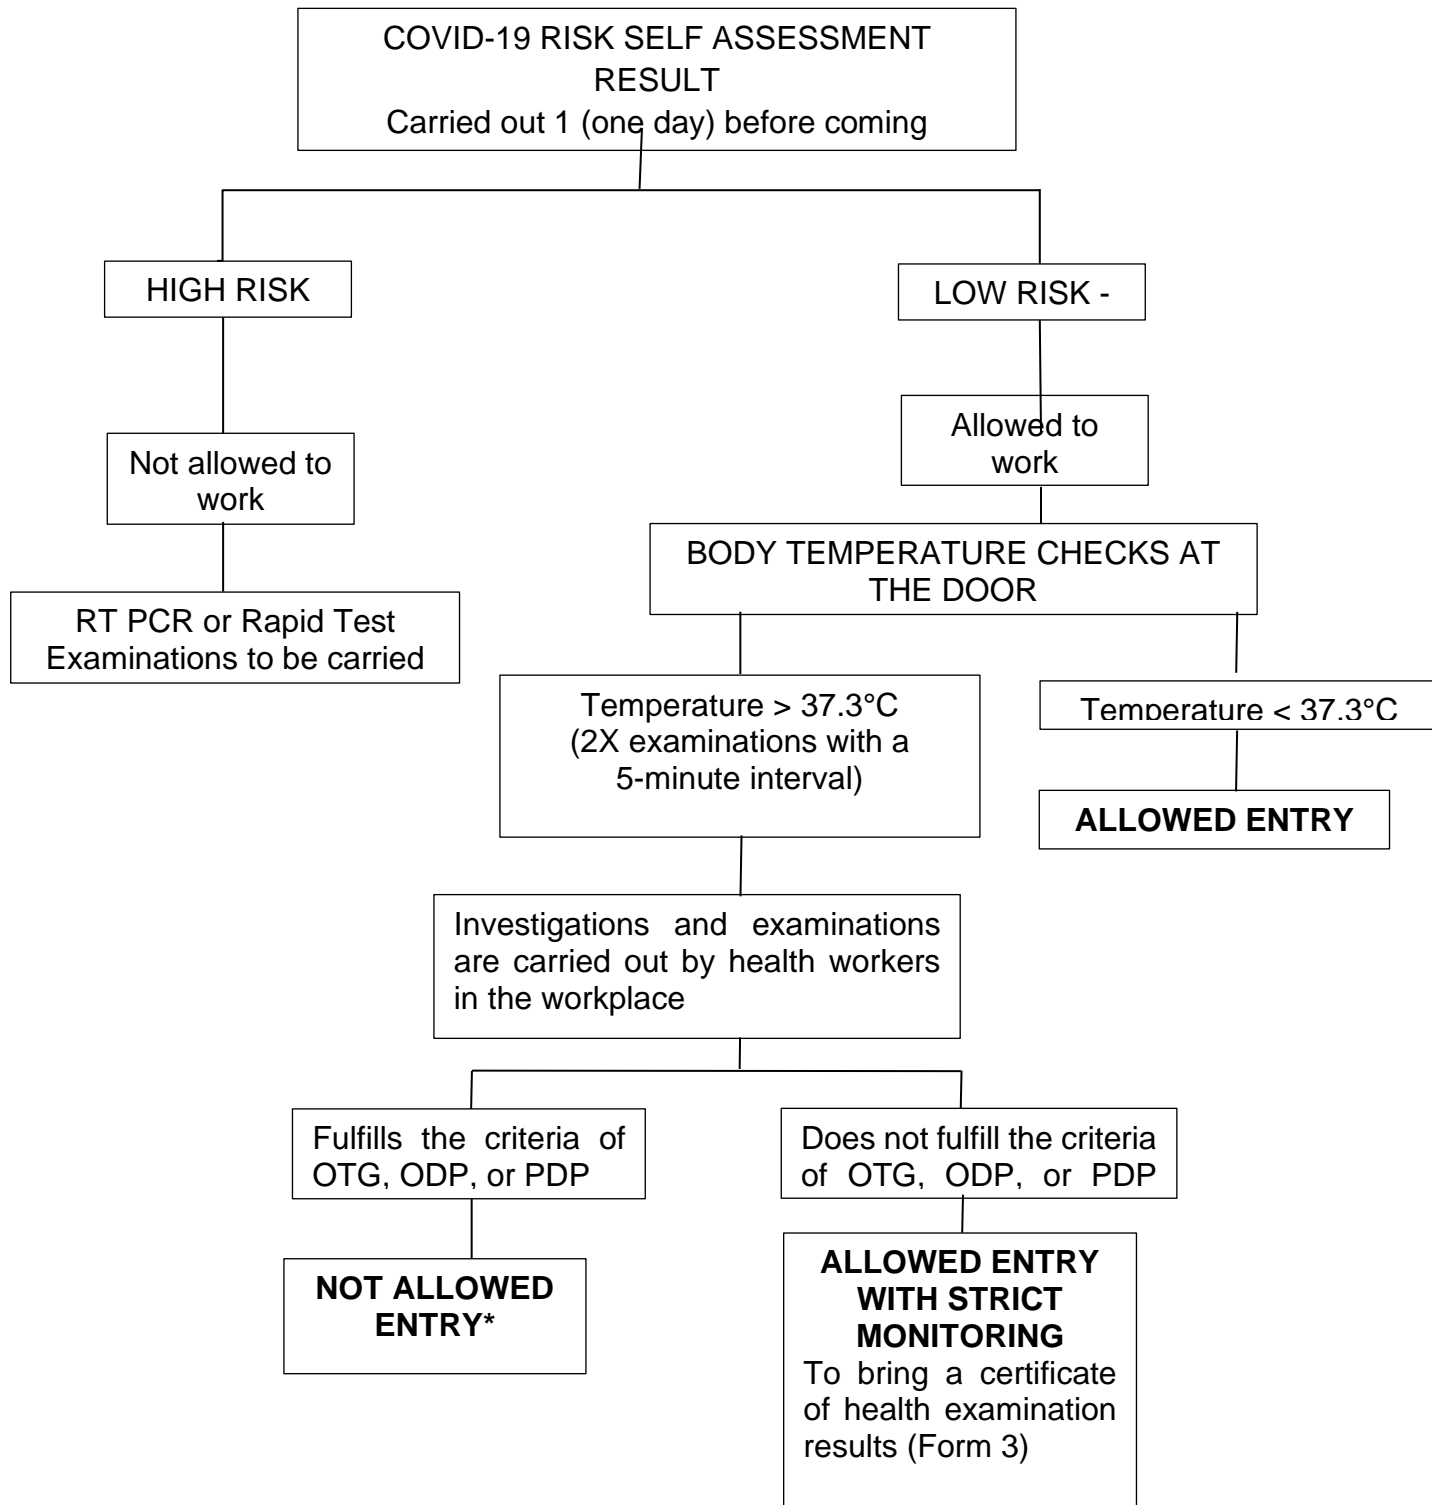 COVID-19 RISK SELF ASSESSMENT
RESULT
Carried out 1 (one day) before coming
HIGH RISK
LOW RISK -
Not allowed to
work
Allowed to
work
RT PCR or Rapid Test
Examinations to be carried
BODY TEMPERATURE CHECKS AT
THE DOOR
Temperature > 37.3°C
(2X examinations with a
5-minute interval)
Temperature < 37.3°C
ALLOWED ENTRY
Investigations and examinations
are carried out by health workers
in the workplace
Fulfills the criteria of
OTG, ODP, or PDP
Does not fulfill the criteria
of OTG, ODP, or PDP
NOT ALLOWED
ENTRY*
ALLOWED ENTRY
WITH STRICT
MONITORING
To bring a certificate
of health examination
results (Form 3)